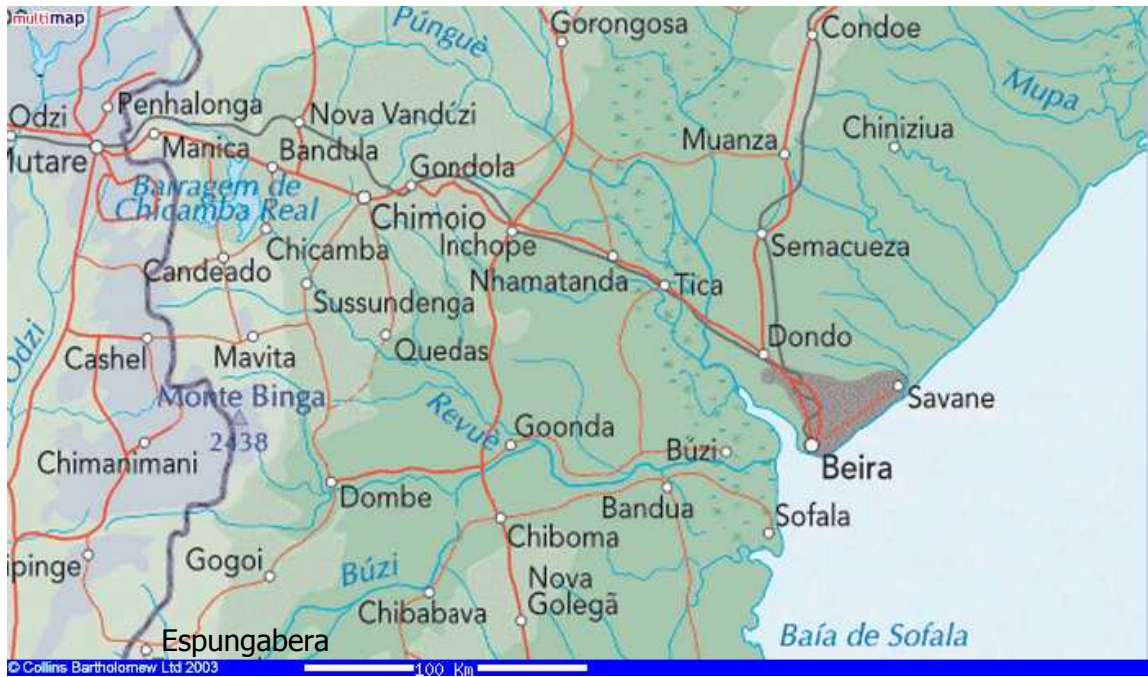 multimap
Púnguè
Gorongosa
Condoe
Mupa
Odzi
Penhalonga
Nova Vandúzi
Chiniziua
Muanza
Mutare
Manica
Bandula
Gondola
Barragem de
Chicamba Real
Chimoio
Inchope
Semacueza
Candeado
Chicamba
Nhamatanda
Tica
Sussundenga
Odzi
Cashel
Mavita
Quedas
Dondo
Monte Binga
2438
Revuè
Goonda
Savane
Chimanimani
Búzi
Beira
Dombe
Bandua
Sofala
Chiboma
ipinge
Gogoi
Búzi
Nova
Golegã
Chibabava
Espungabera
Baía de Sofala
© Collins Bartholomew Ltd 2003
100 Km